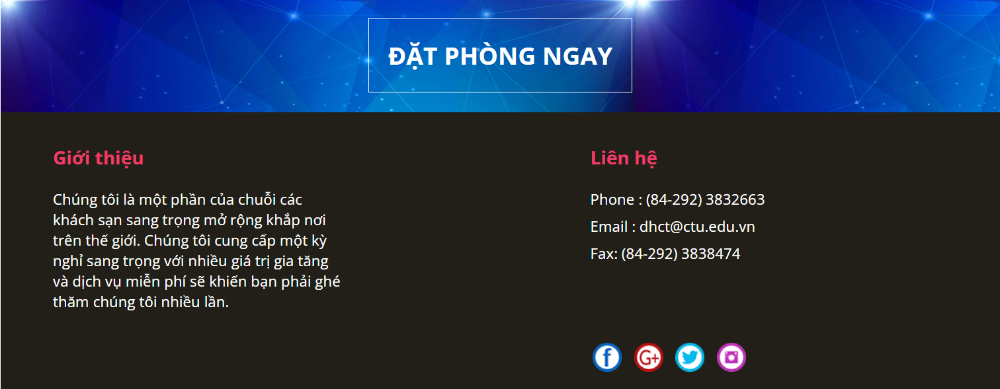 ĐẶT PHÒNG NGAY
Giới thiệu
Chúng tôi là một phần của chuỗi các
khách sạn sang trọng mở rộng khắp nơi
trên thế giới. Chúng tôi cung cấp một kỳ
nghỉ sang trọng với nhiều giá trị gia tăng
và dịch vụ miễn phí sẽ khiến bạn phải ghé
thăm chúng tôi nhiều lần.
Liên hệ
Phone : (84-292) 3832663
Email : dhct@ctu.edu.vn
Fax: (84-292) 3838474
f G+